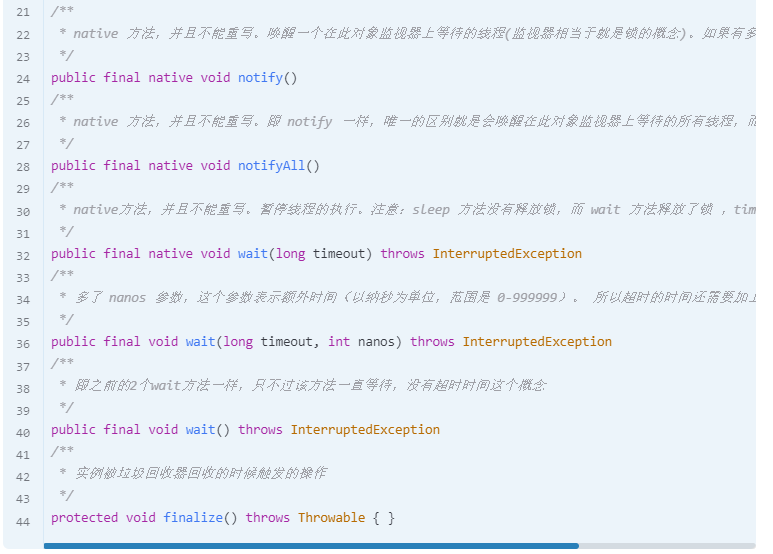 21 /**
22  * native 方法，并且不能重写。唤醒一个在此对象监视器上等待的线程(监视器相当于就是锁的概念)。如果有多
23  */
24 public final native void notify()
25 /**
26  * native 方法，并且不能重写。跟 notify 一样，唯一的区别就是会唤醒在此对象监视器上等待的所有线程，而
27  */
28 public final native void notifyAll()
29 /**
30  * native方法，并且不能重写。暂停线程的执行。注意：sleep 方法没有释放锁，而 wait 方法释放了锁 ，tim
31  */
32 public final native void wait(long timeout) throws InterruptedException
33 /**
34  * 多了 nanos 参数，这个参数表示额外时间（以纳秒为单位，范围是 0-999999）。 所以超时的时间还需要加上
35  */
36 public final void wait(long timeout, int nanos) throws InterruptedException
37 /**
38  * 跟之前的2个wait方法一样，只不过该方法一直等待，没有超时时间这个概念
39  */
40 public final void wait() throws InterruptedException
41 /**
42  * 实例被垃圾回收器回收的时候触发的操作
43  */
44 protected void finalize() throws Throwable { }